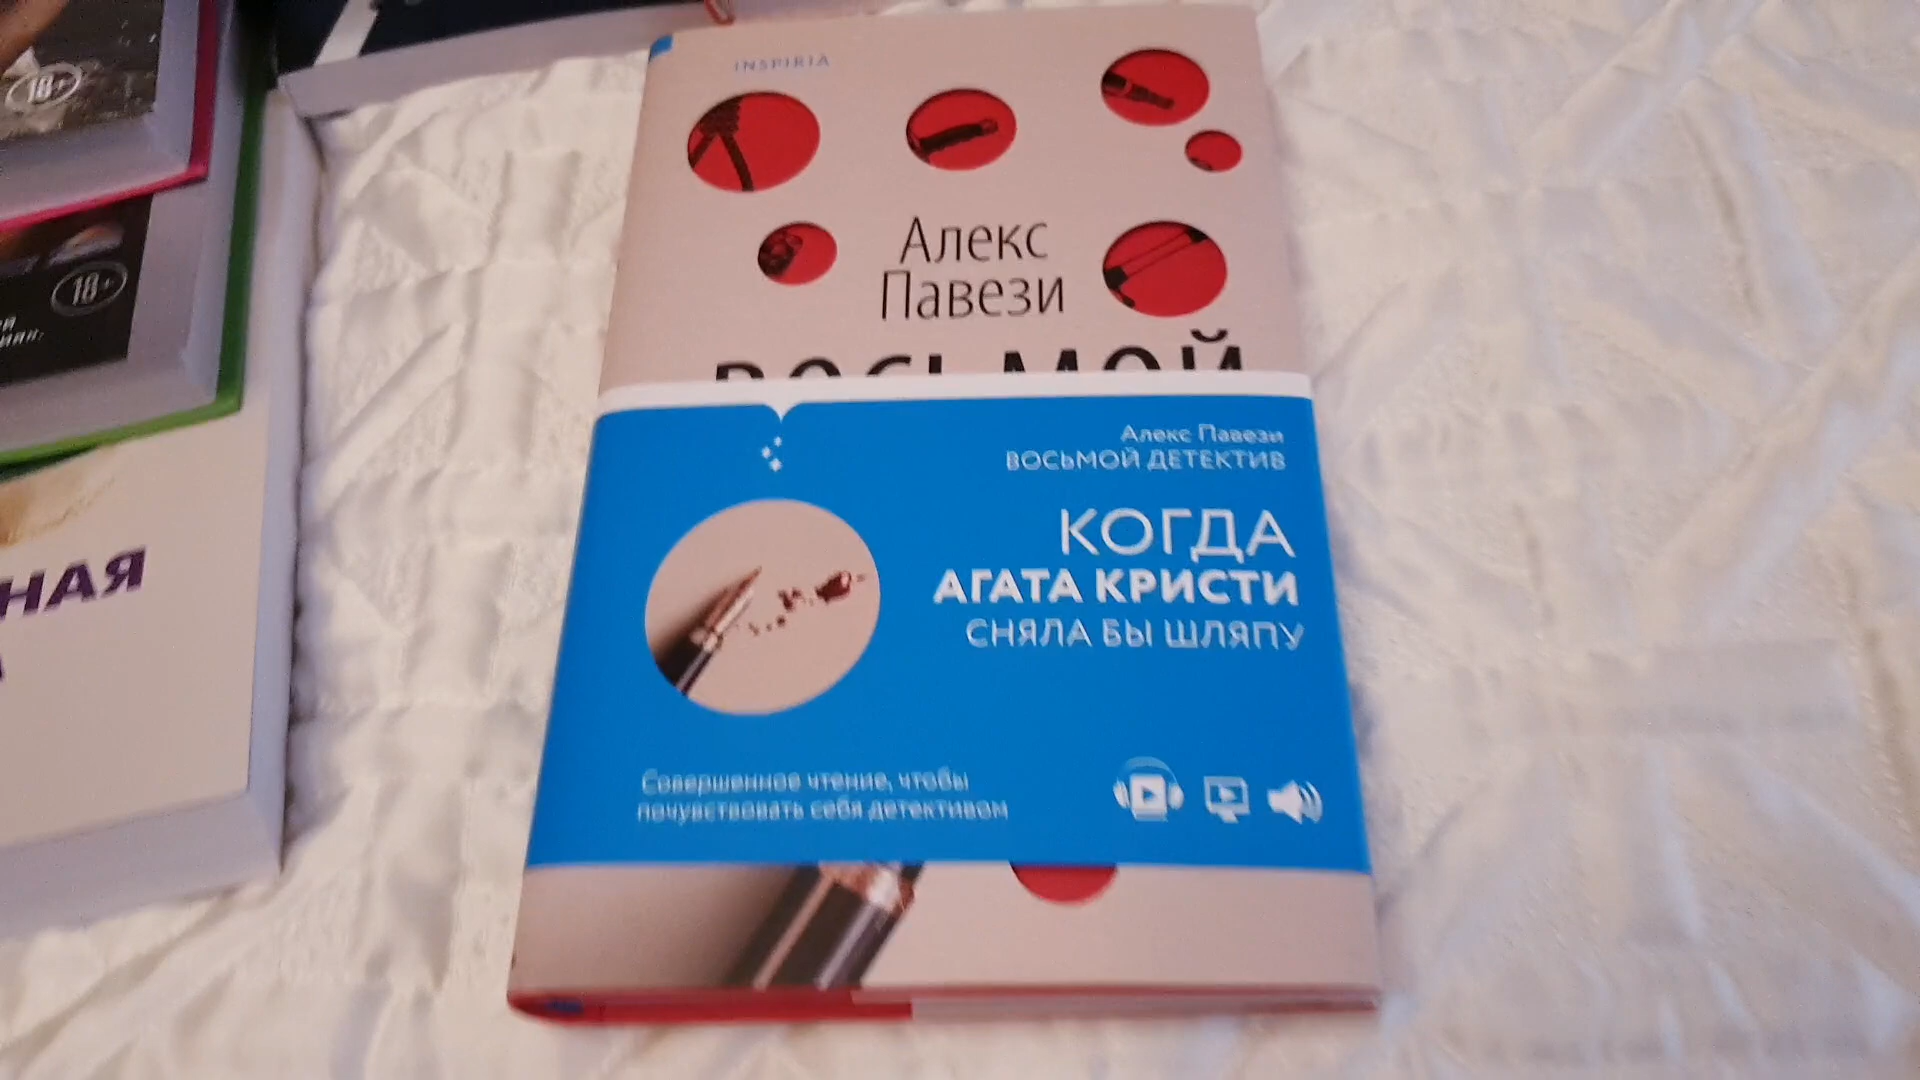 18+
18+
НАЯ
INSPIRIA
Алекс
Павези
ВОСЬМОЙ
Алекс Павези
ВОСЬМОЙ ДЕТЕКТИВ
КОГДА
АГАТА КРИСТИ
СНЯЛА БЫ ШЛЯПУ
Совершенное чтение, чтобы
почувствовать себя детективом